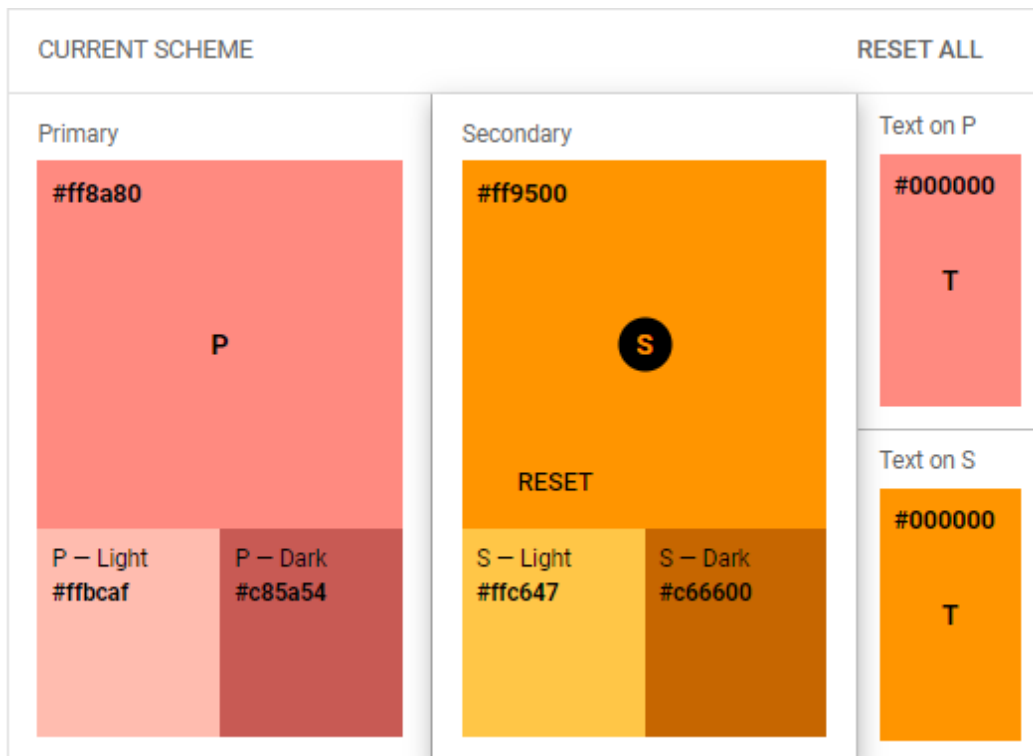 CURRENT SCHEME
RESET ALL
Primary
#ff8a80
P
P — Light
#ffbcaf
P — Dark
#c85a54
Secondary
#ff9500
S
RESET
S — Light
#ffc647
S — Dark
#c66600
Text on P
#000000
T
Text on S
#000000
T